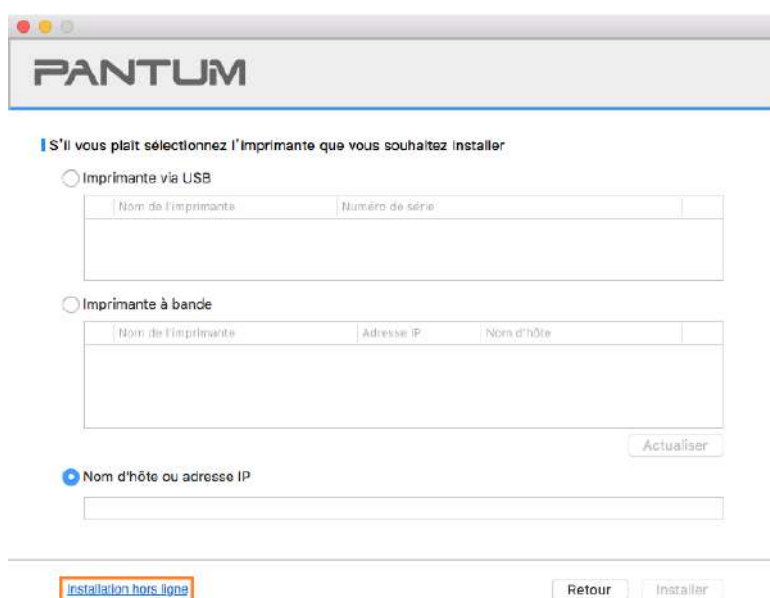 PANTUM
S'il vous plaît sélectionnez l'imprimante que vous souhaitez installer
Imprimante via USB
Nom de l'imprimante Numéro de série
Imprimante à bande
Nom de l'imprimante Adresse IP Nom d'hôte
Actualiser
Nom d'hôte ou adresse IP
Installation hors ligne Retour Installer